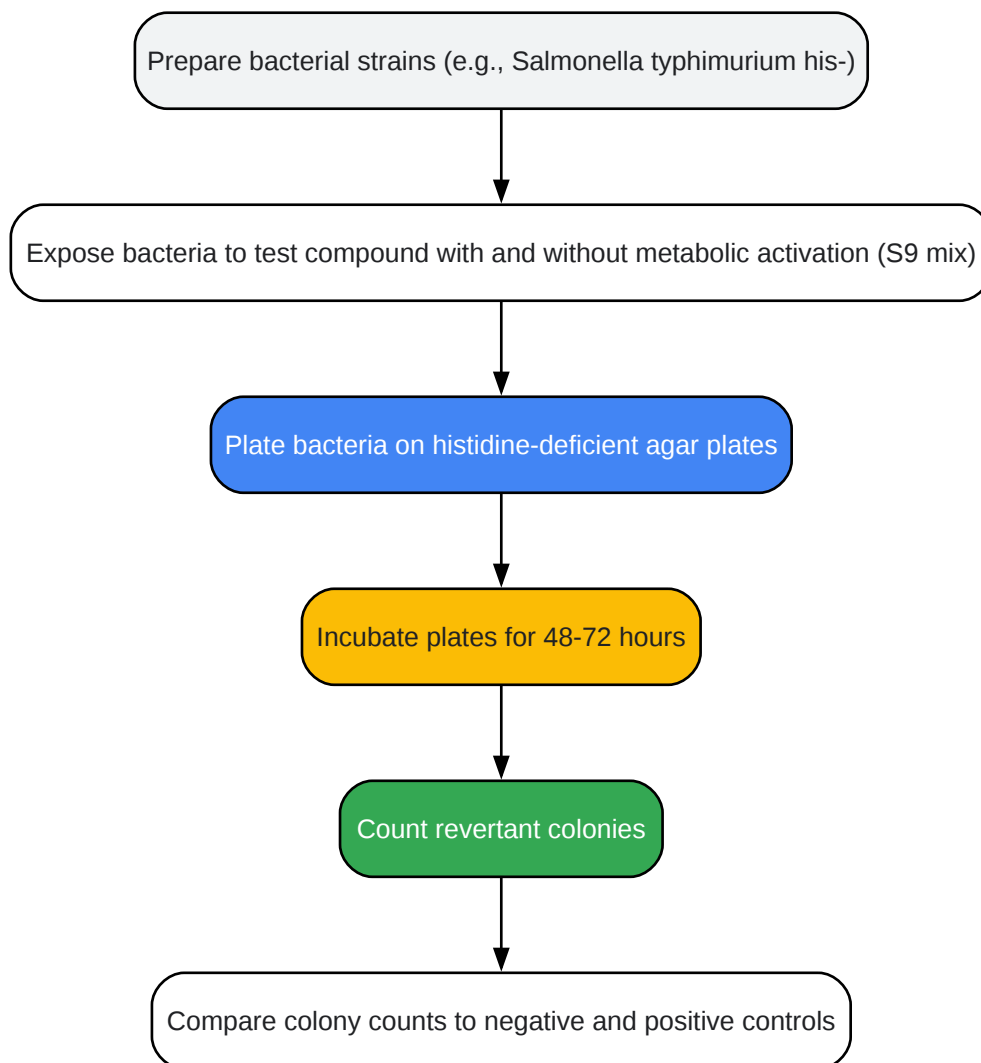 Prepare bacterial strains (e.g., Salmonella typhimurium his-)
Expose bacteria to test compound with and without metabolic activation (S9 mix)
Plate bacteria on histidine-deficient agar plates
Incubate plates for 48-72 hours
Count revertant colonies
Compare colony counts to negative and positive controls